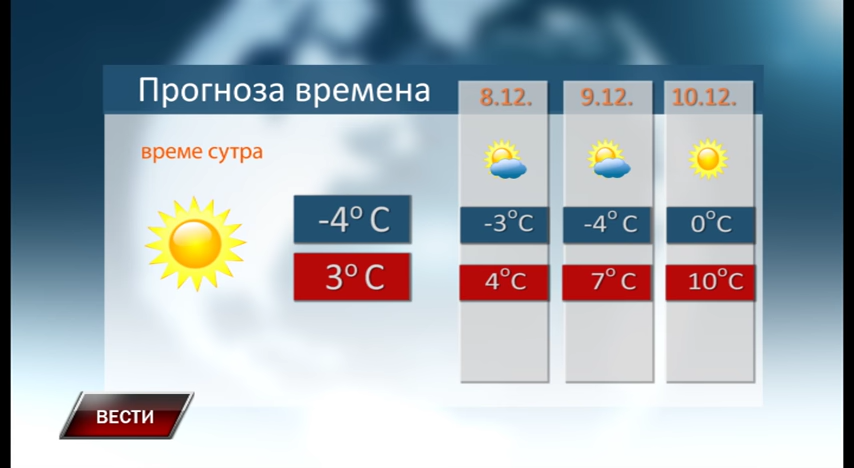 Прогноза времена
време сутра
-4° C
3° C
8.12.
-3°C
4°C
9.12.
-4° C
7° C
10.12.
0°C
10°C
ВЕСТИ